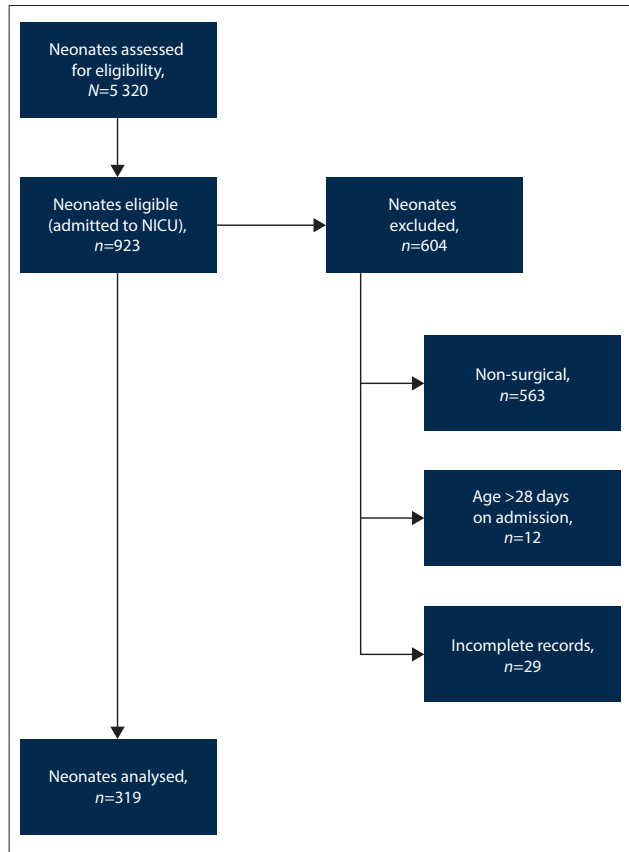 Neonates assessed
for eligibility,
N=5 320
Neonates eligible
(admitted to NICU),
n=923
Neonates
excluded,
n=604
Non-surgical,
n=563
Age >28 days
on admission,
n=12
Incomplete records,
n=29
Neonates analysed,
n=319